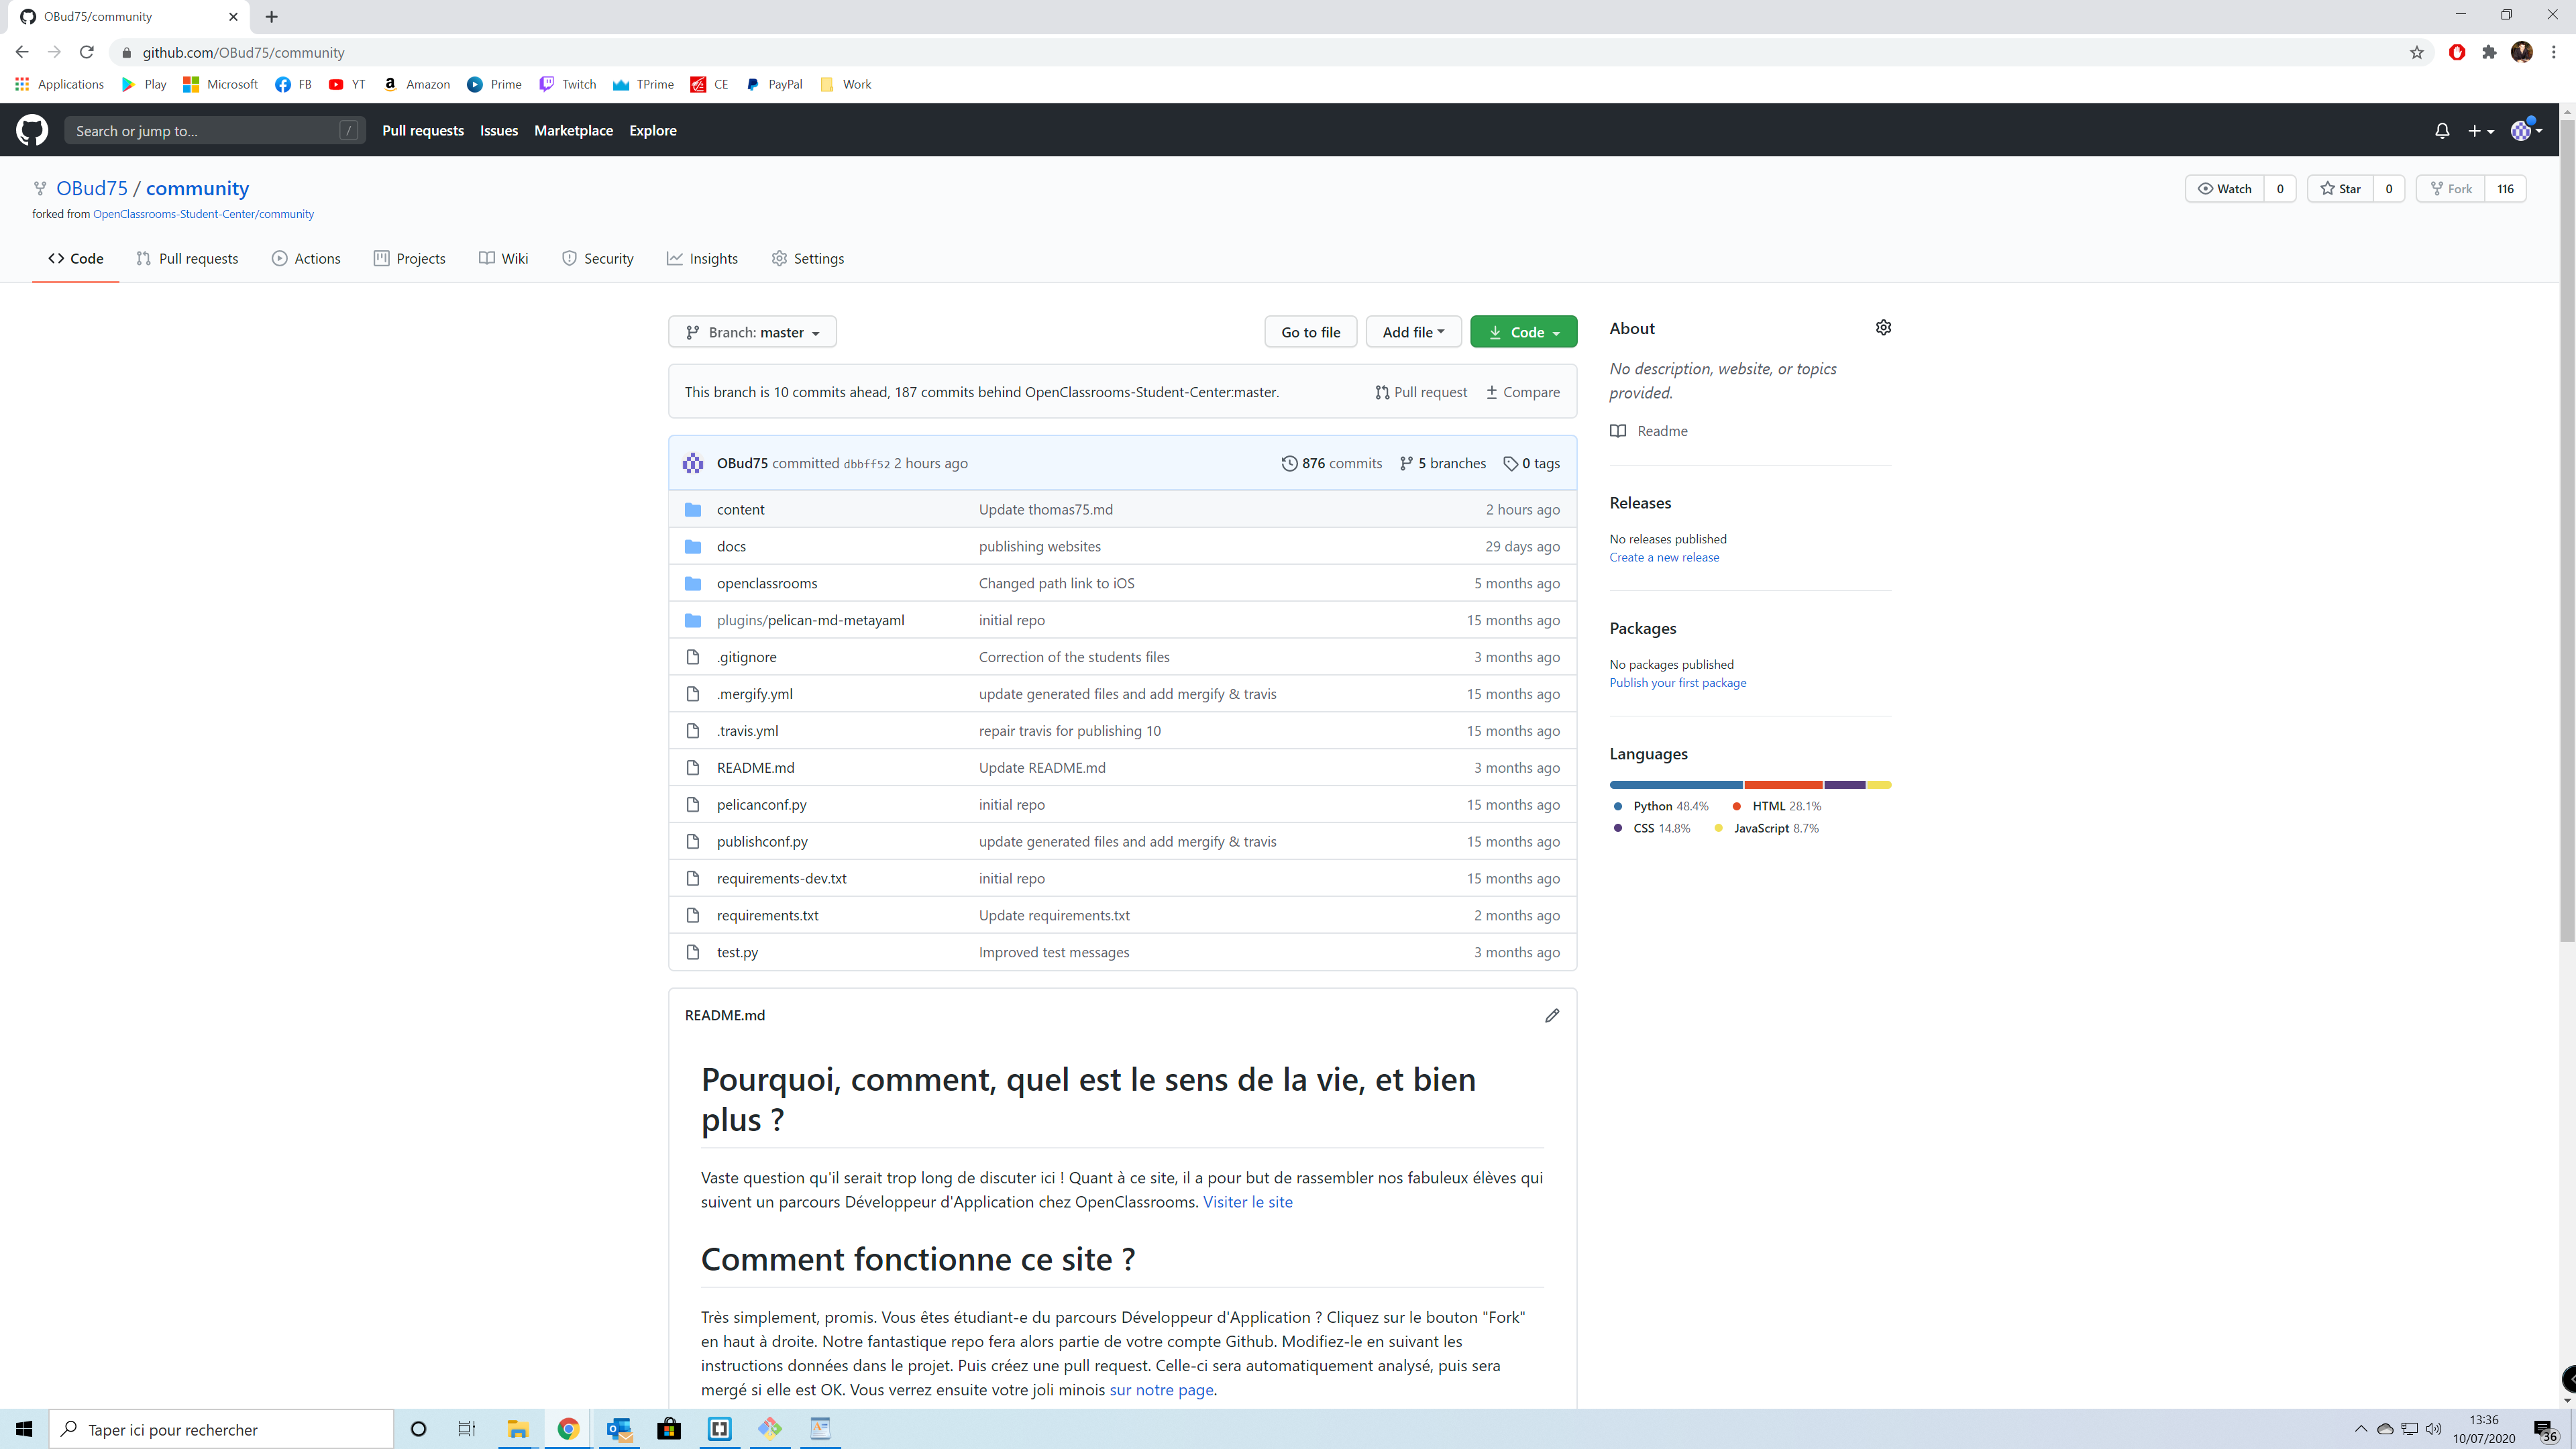 OBud75/community
github.com/OBud75/community
Applications Play Microsoft FB YT Amazon Prime Twitch TPrime CE PayPal Work
Search or jump to... / Pull requests Issues Marketplace Explore
OBud75 / community Watch 0 Star 0 Fork 116
forked from OpenClassrooms-Student-Center/community
Code Pull requests Actions Projects Wiki Security Insights Settings
Branch: master Go to file Add file Code
This branch is 10 commits ahead, 187 commits behind OpenClassrooms-Student-Center:master. Pull request Compare
OBud75 committed dbbff52 2 hours ago 876 commits 5 branches 0 tags
content Update thomas75.md 2 hours ago
docs publishing websites 29 days ago
openclassrooms Changed path link to iOS 5 months ago
plugins/pelican-md-metayaml initial repo 15 months ago
.gitignore Correction of the students files 3 months ago
.mergify.yml update generated files and add mergify & travis 15 months ago
.travis.yml repair travis for publishing 10 15 months ago
README.md Update README.md 3 months ago
pelicanconf.py initial repo 15 months ago
publishconf.py update generated files and add mergify & travis 15 months ago
requirements-dev.txt initial repo 15 months ago
requirements.txt Update requirements.txt 2 months ago
test.py Improved test messages 3 months ago
About
No description, website, or topics
provided.
Readme
Releases
No releases published
Create a new release
Packages
No packages published
Publish your first package
Languages
Python 48.4% HTML 28.1%
CSS 14.8% JavaScript 8.7%
README.md
Pourquoi, comment, quel est le sens de la vie, et bien
plus ?
Vaste question qu'il serait trop long de discuter ici ! Quant à ce site, il a pour but de rassembler nos fabuleux élèves qui
suivent un parcours Développeur d'Application chez OpenClassrooms. Visiter le site
Comment fonctionne ce site ?
Très simplement, promis. Vous êtes étudiant-e du parcours Développeur d'Application ? Cliquez sur le bouton "Fork"
en haut à droite. Notre fantastique repo fera alors partie de votre compte Github. Modifiez-le en suivant les
instructions données dans le projet. Puis créez une pull request. Celle-ci sera automatiquement analysé, puis sera
mergé si elle est OK. Vous verrez ensuite votre joli minois sur notre page.
Taper ici pour rechercher
13:36
10/07/2020
36